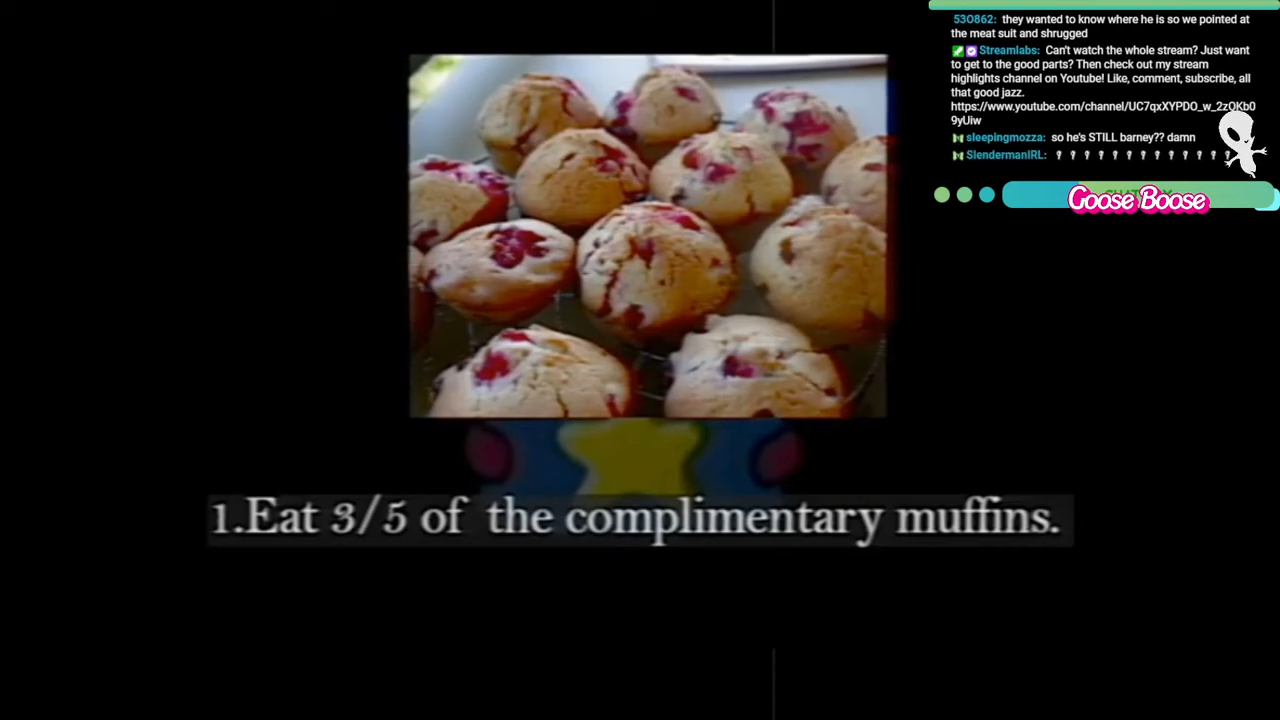 530862: they wanted to know where he is so we pointed at
the meat suit and shrugged
Streamlabs: Can't watch the whole stream? Just want
to get to the good parts? Then check out my stream
highlights channel on Youtube! Like, comment, subscribe, all
that good jazz.
https://www.youtube.com/channel/UC7qxXYPDO_w_2zQKb0
9yUiw
sleepingmozza: so he's STILL barney?? damn
SlendermanIRL: ? ? ? ? ? ? ? ? ? ? ? ? ?
Goose Boose
1.Eat 3/5 of the complimentary muffins.